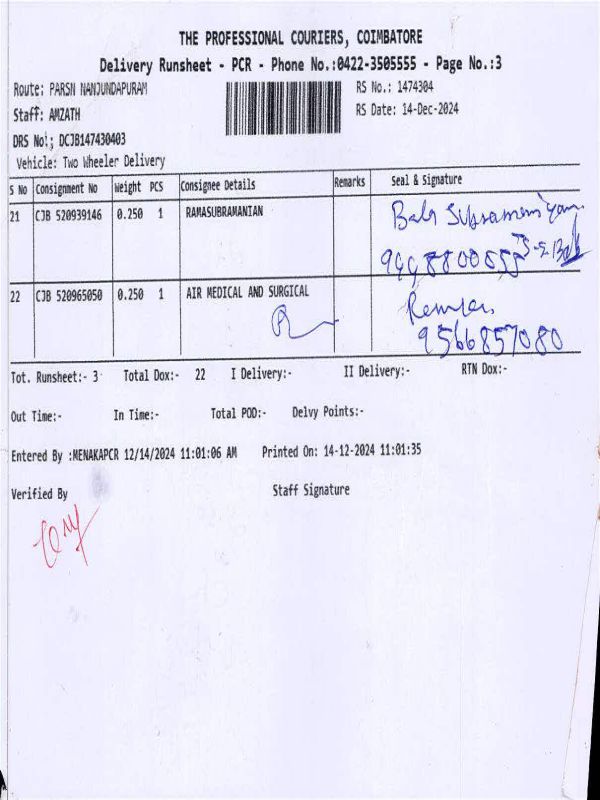 THE PROFESSIONAL COURIERS, COIMBATORE
Delivery Runsheet - PCR - Phone No.:0422-3505555 - Page No.:3
Route: PARSN NANJUNDAPURAM
RS No.: 1474304
Staff: AMZATH
RS Date: 14-Dec-2024
DRS No.: DCJB147430403
Vehicle: Two Wheeler Delivery
S No Consignment No Weight PCS Consignee Details Remarks Seal & Signature
21 CJB 520939146 0.250 1 RAMASUBRAMANIAN Bala Subramaniyam
22 CJB 520965050 0.250 1 AIR MEDICAL AND SURGICAL
9566857080
Tot. Runsheet:- 3 Total Dox:- 22 I Delivery:- II Delivery:- RTN Dox:-
Out Time:- In Time:- Total POD:- Delvy Points:-
Entered By :MENAKAPCR 12/14/2024 11:01:06 AM Printed On: 14-12-2024 11:01:35
Verified By Staff Signature